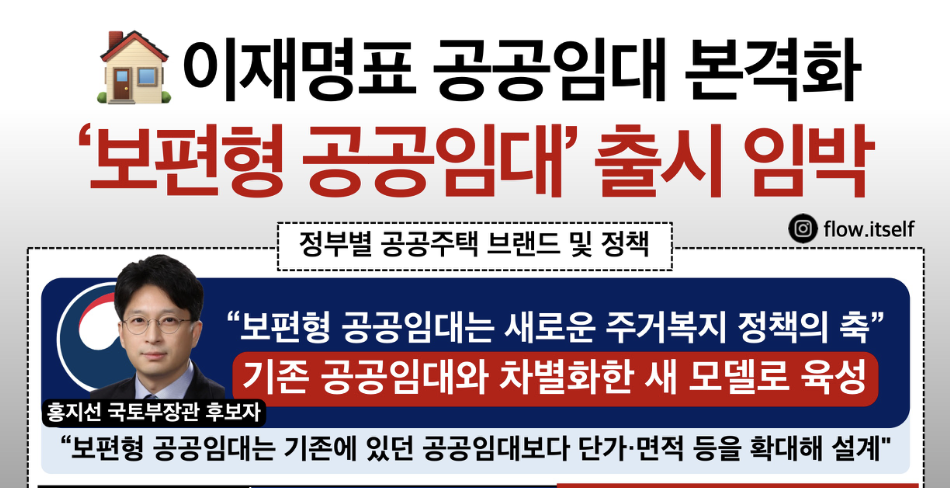 이재명표 공공임대 본격화
‘보편형 공공임대’ 출시 임박
flow.itself
정부별 공공주택 브랜드 및 정책
“보편형 공공임대는 새로운 주거복지 정책의 축”
기존 공공임대와 차별화한 새 모델로 육성
홍지선 국토부장관 후보자
“보편형 공공임대는 기존에 있던 공공임대보다 단가·면적 등을 확대해 설계"